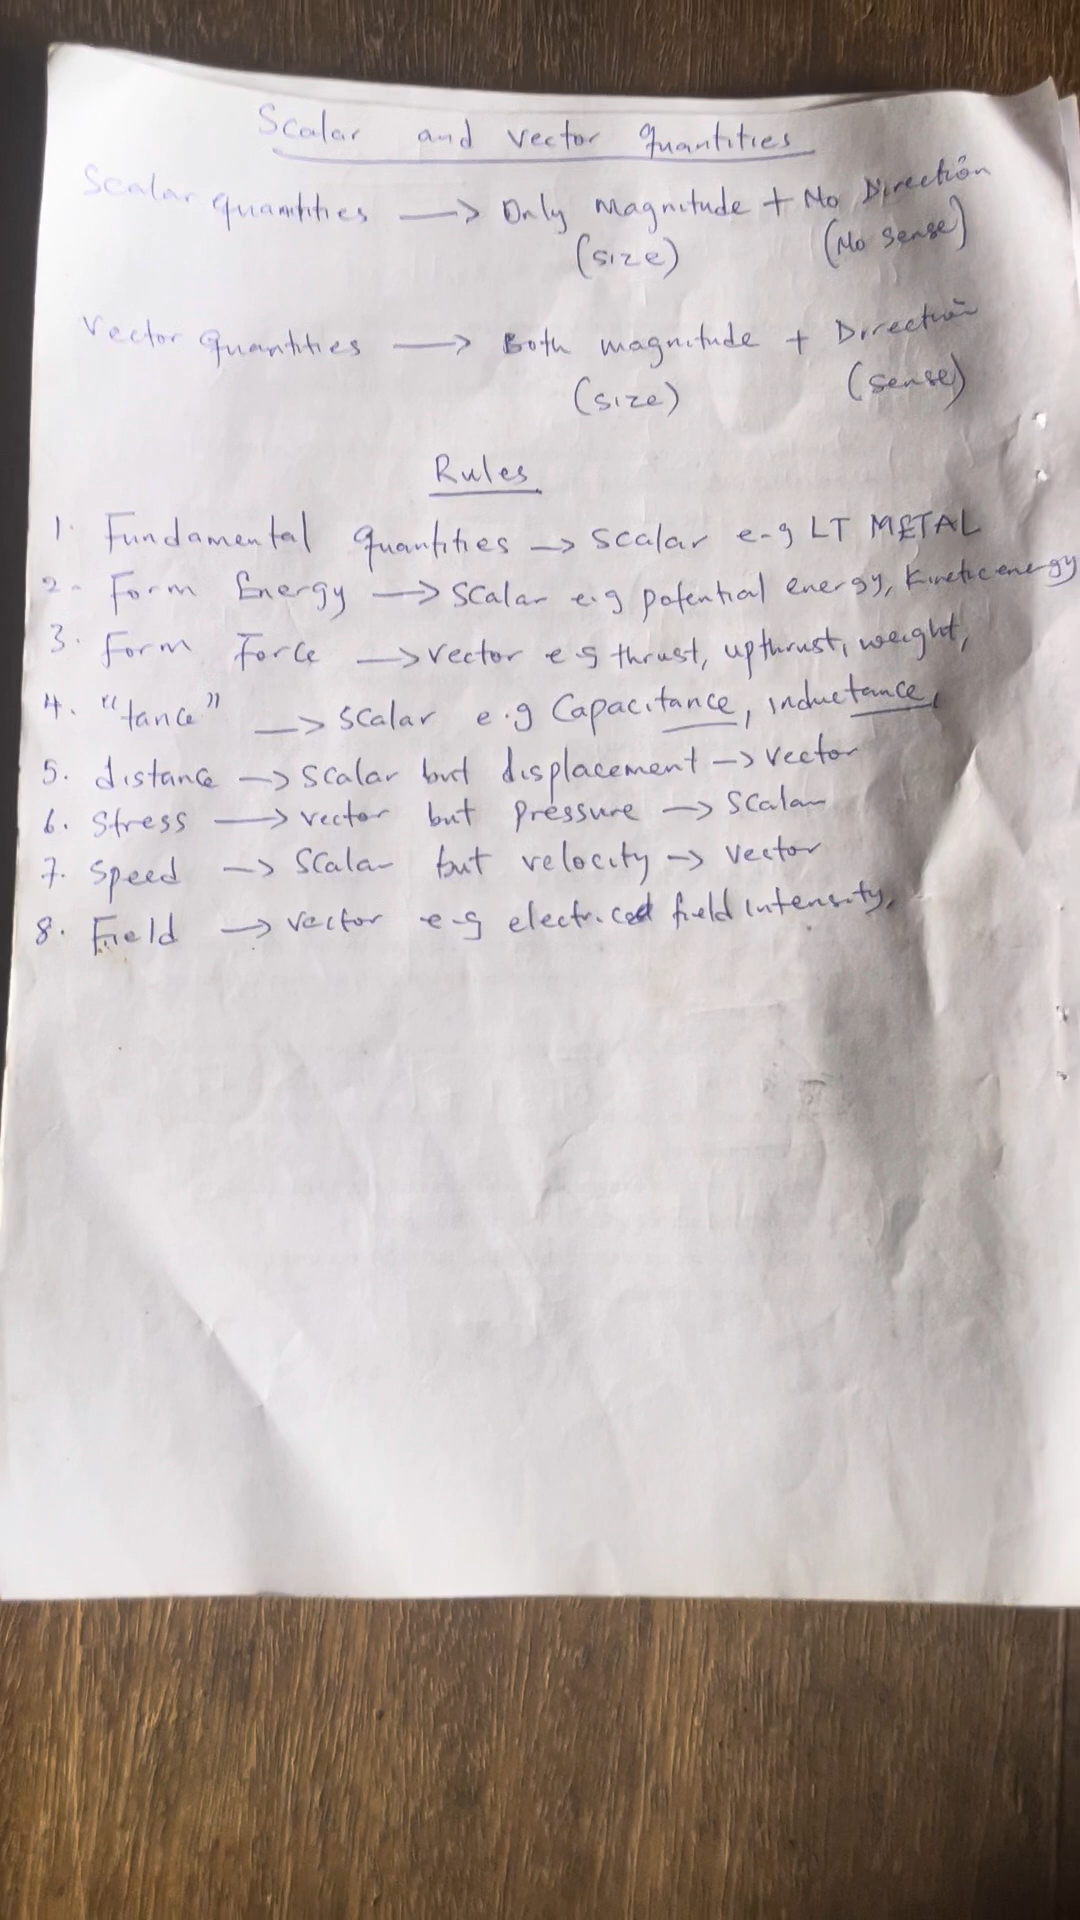 Scalar and vector Quantities
Scalar quantities → Only Magnitude + No Direction
(size) (No sense)
Vector Quantities → Both magnitude + Direction
(size) (sense)
Rules
1. Fundamental quantities → scalar e-g LT METAL
2- Form Energy → scalar e.g potential energy, Kinetic energy
3. Form Force → vector e g thrust, upthrust, weight,
4. "tance" → scalar e.g Capacitance, inductance,
5. distance → scalar but displacement → vector
6. Stress → vector but pressure → scalar
7. Speed → scalar but velocity → vector
8. Field → vector e-g electrical field intensity,